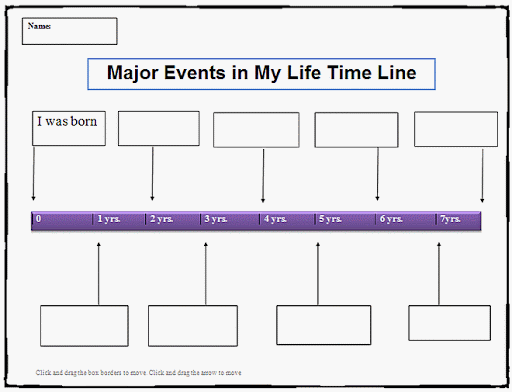 Name:
Major Events in My Life Time Line
I was born
0 1 yrs. 2 yrs. 3 yrs. 4 yrs. 5 yrs. 6 yrs. 7yrs.
Click and drag the box borders to move. Click and drag the arrow to move